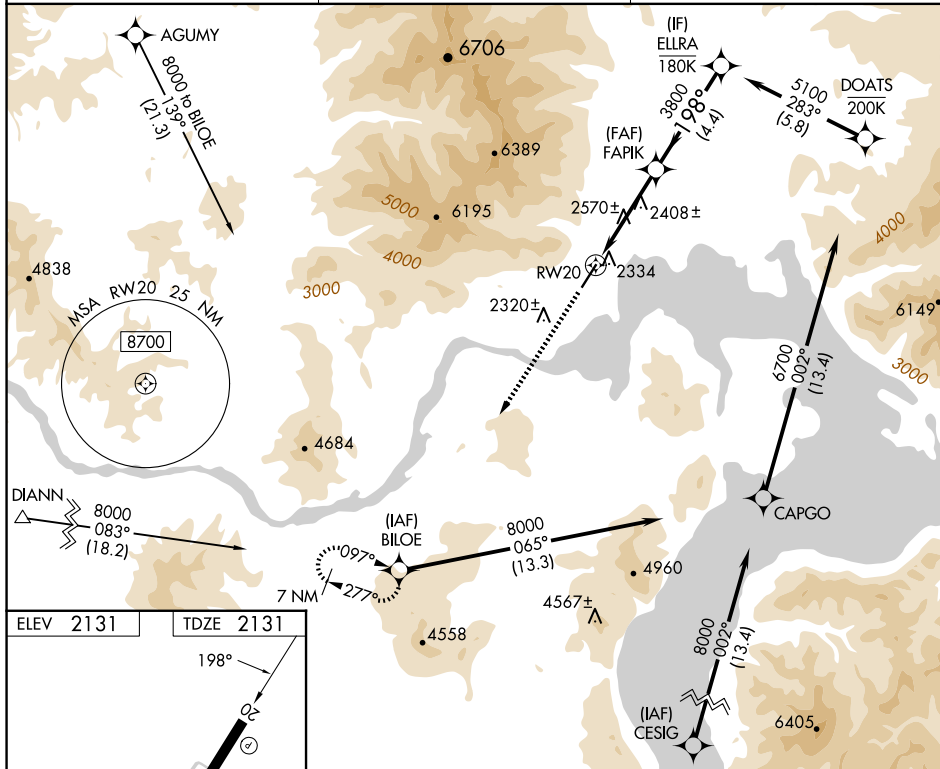 AGUMY
8000 to BILOE
139°
(21.3)
6706
(IF)
ELLRA
180K
DOATS
200K
5100
283°
(5.8)
3800
198°
(4.4)
(FAF)
FAPIK
6389
5000
6195
2570±
2408±
4838
4000
3000
RW20
2334
4000
MSA RW20 25 NM
8700
2320±
6149
3000
6700
002°
(13.4)
4684
DIANN
8000
083°
(18.2)
(IAF)
BILOE
097°
277°
7 NM
8000
065°
(13.3)
CAPGO
4960
4567±
4558
8000
002°
(13.4)
(IAF)
CESIG
6405
ELEV 2131
TDZE 2131
198°
20
P